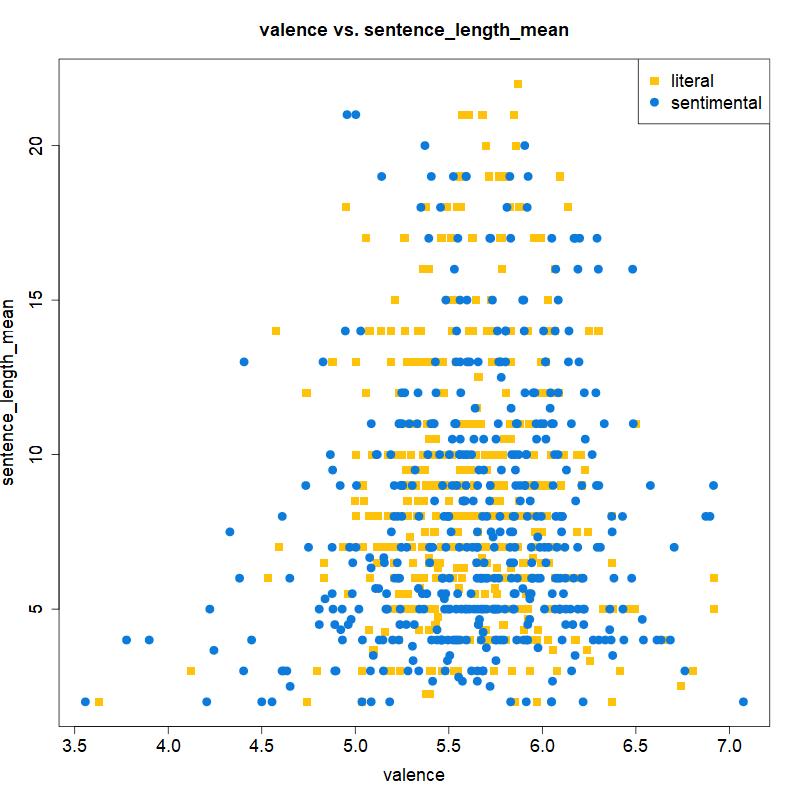 valence vs. sentence_length_mean
literal
sentimental
sentence_length_mean
20
15
10
5
3.5 4.0 4.5 5.0 5.5 6.0 6.5 7.0
valence